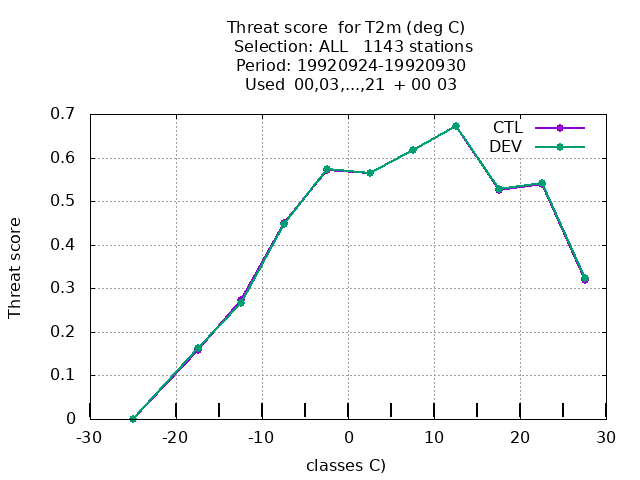 Threat score  for T2m (deg C)
Selection: ALL   1143 stations
Period: 19920924-19920930
Used  00,03,...,21  + 00 03
CTL
DEV
Threat score
0.7
0.6
0.5
0.4
0.3
0.2
0.1
0
-30 -20 -10 0 10 20 30
classes C)